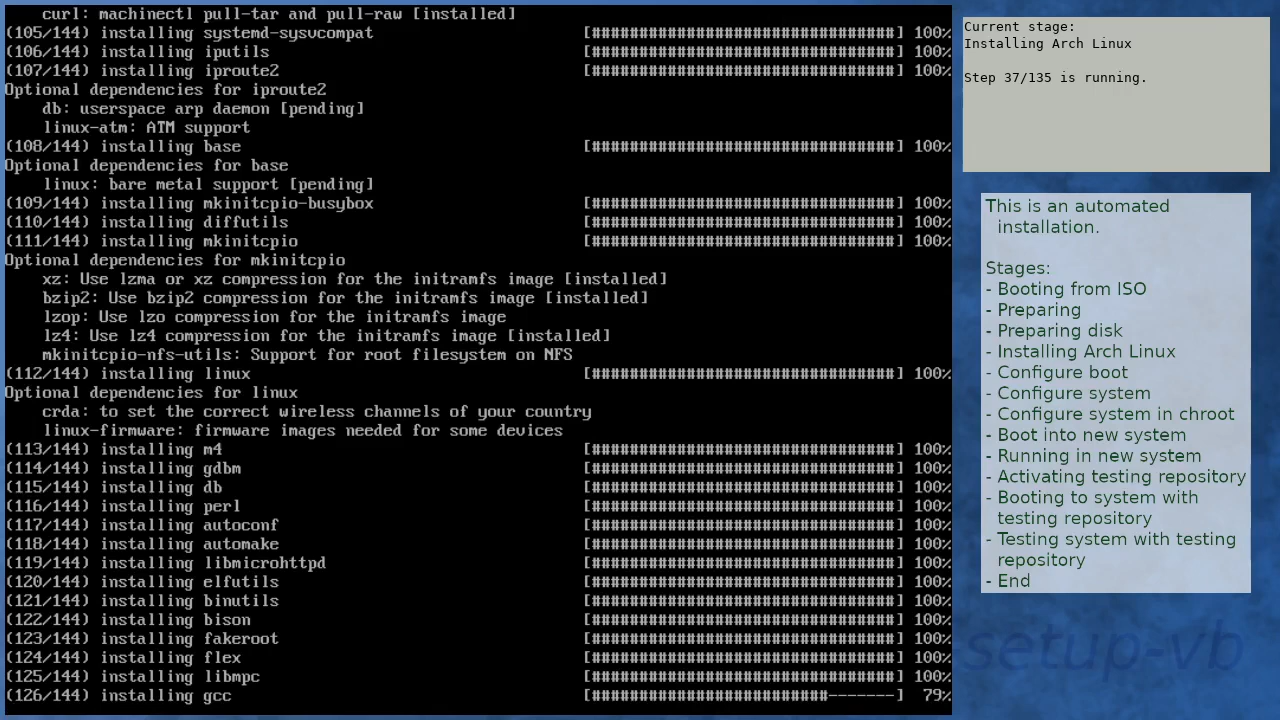 curl: machinectl pull-tar and pull-raw [installed]
(105/144) installing systemd-sysvcompat [################################] 100%
(106/144) installing iputils [################################] 100%
(107/144) installing iproute2 [################################] 100%
Optional dependencies for iproute2
db: userspace arp daemon [pending]
linux-atm: ATM support
(108/144) installing base [################################] 100%
Optional dependencies for base
linux: bare metal support [pending]
(109/144) installing mkinitcpio-busybox [################################] 100%
(110/144) installing diffutils [################################] 100%
(111/144) installing mkinitcpio [################################] 100%
Optional dependencies for mkinitcpio
xz: Use lzma or xz compression for the initramfs image [installed]
bzip2: Use bzip2 compression for the initramfs image [installed]
lzop: Use lzo compression for the initramfs image
lz4: Use lz4 compression for the initramfs image [installed]
mkinitcpio-nfs-utils: Support for root filesystem on NFS
(112/144) installing linux [################################] 100%
Optional dependencies for linux
crda: to set the correct wireless channels of your country
linux-firmware: firmware images needed for some devices
(113/144) installing m4 [################################] 100%
(114/144) installing gdbm [################################] 100%
(115/144) installing db [################################] 100%
(116/144) installing perl [################################] 100%
(117/144) installing autoconf [################################] 100%
(118/144) installing automake [################################] 100%
(119/144) installing libmicrohttpd [################################] 100%
(120/144) installing elfutils [################################] 100%
(121/144) installing binutils [################################] 100%
(122/144) installing bison [################################] 100%
(123/144) installing fakeroot [################################] 100%
(124/144) installing flex [################################] 100%
(125/144) installing libmpc [################################] 100%
(126/144) installing gcc [#########################-------] 79%
Current stage:
Installing Arch Linux
Step 37/135 is running.
This is an automated
installation.
Stages:
- Booting from ISO
- Preparing
- Preparing disk
- Installing Arch Linux
- Configure boot
- Configure system
- Configure system in chroot
- Boot into new system
- Running in new system
- Activating testing repository
- Booting to system with
testing repository
- Testing system with testing
repository
- End
setup-vb